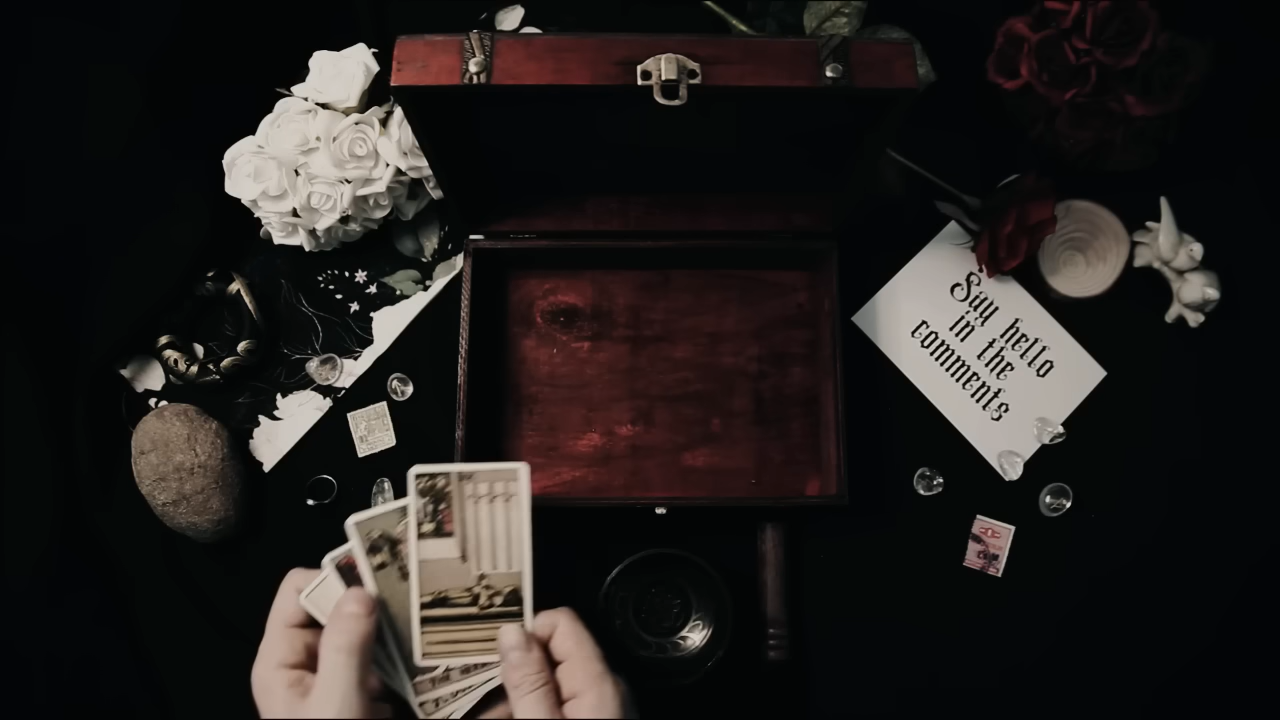 Say hello
in the
comments